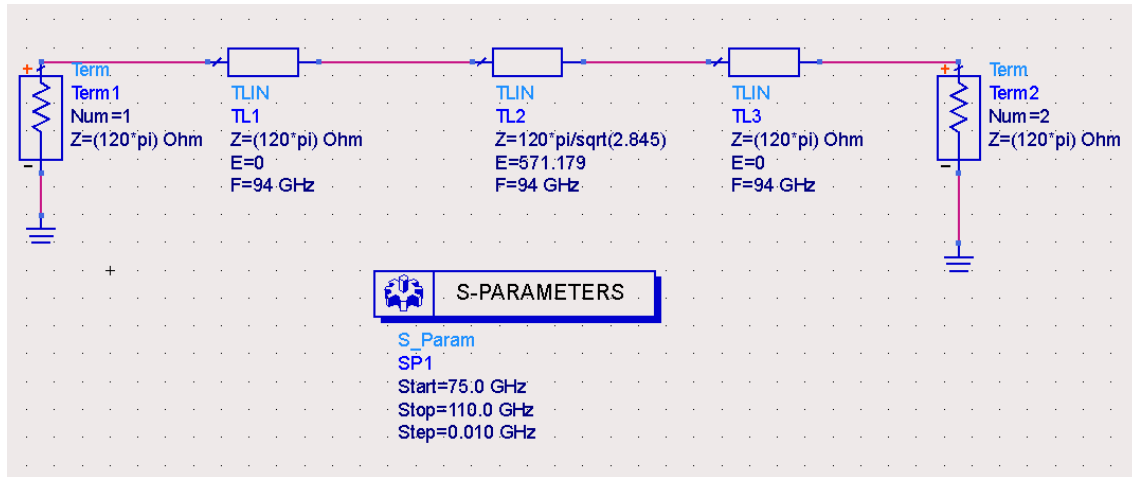 Term
Term1
Num=1
Z=(120*pi) Ohm
TLIN
TL1
Z=(120*pi) Ohm
E=0
F=94 GHz
TLIN
TL2
Z=120*pi/sqrt(2.845)
E=571.179
F=94 GHz
TLIN
TL3
Z=(120*pi) Ohm
E=0
F=94 GHz
Term
Term2
Num=2
Z=(120*pi) Ohm
S-PARAMETERS
S_Param
SP1
Start=75.0 GHz
Stop=110.0 GHz
Step=0.010 GHz